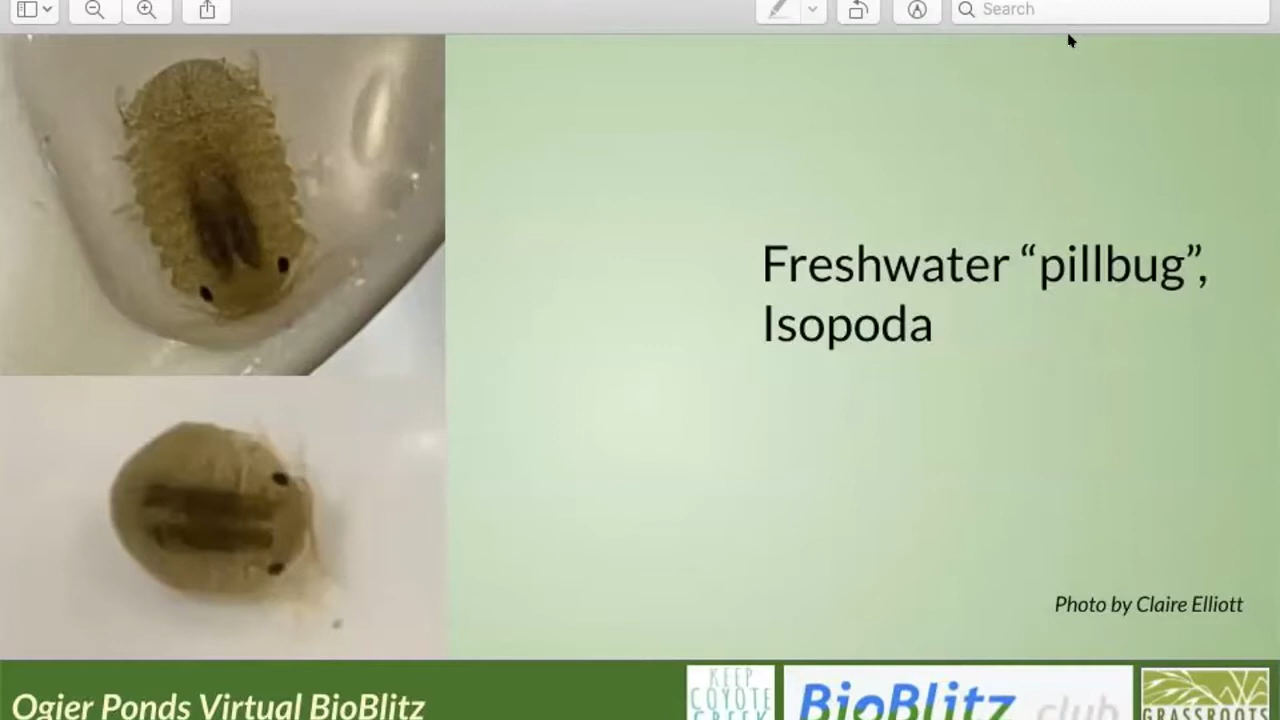 Search
Freshwater “pillbug”,
Isopoda
Photo by Claire Elliott
Ogier Ponds Virtual BioBlitz
KEEP
COYOTE
CREEK
BioBlitz.club
GRASSROOTS